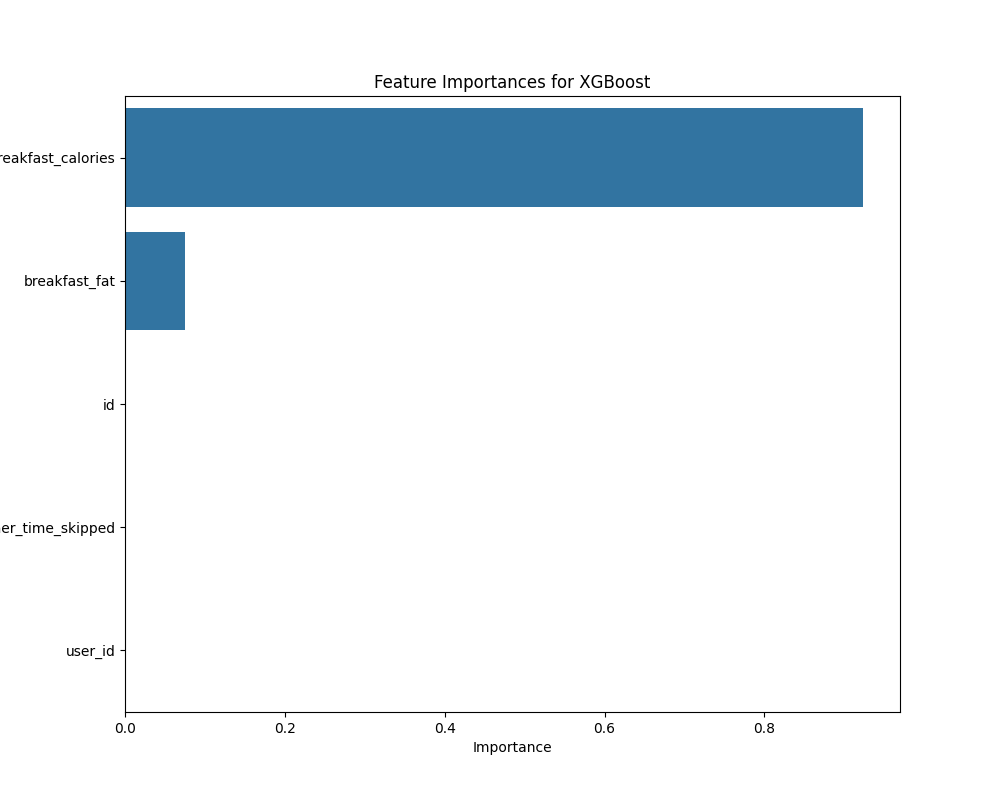 Feature Importances for XGBoost
reakfast_calories
breakfast_fat
id
er_time_skipped
user_id
0.0 0.2 0.4 0.6 0.8
Importance